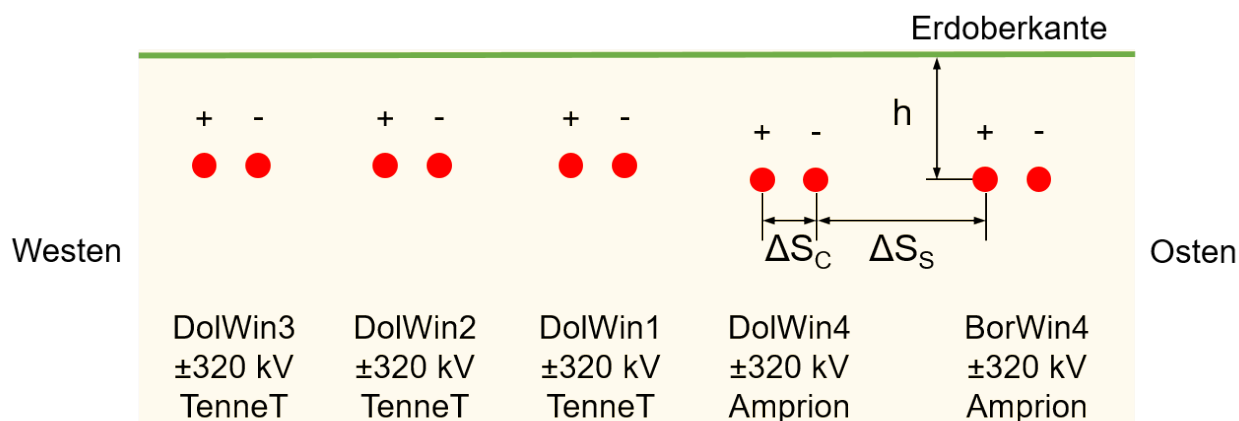 Erdoberkante
h
+ - + - + - + - + -
Westen
ΔS_C ΔS_S
Osten
DolWin3 DolWin2 DolWin1 DolWin4 BorWin4
±320 kV ±320 kV ±320 kV ±320 kV ±320 kV
TenneT TenneT TenneT Amprion Amprion